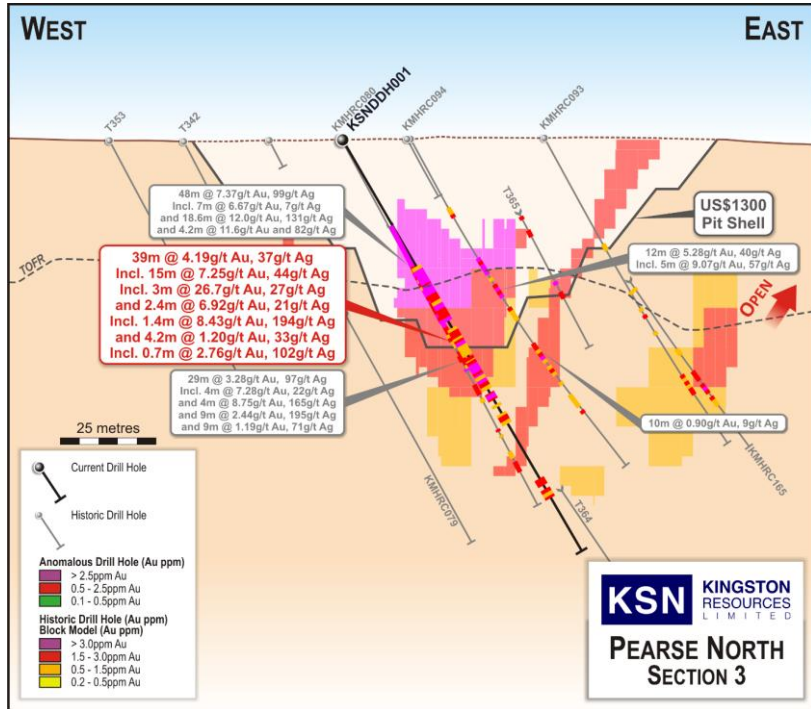 WEST
EAST
T353
T342
KMHRC080
KSNDDH001
KMHRC094
KMHRC093
T365
48m @ 7.37g/t Au, 99g/t Ag
Incl. 7m @ 6.67g/t Au, 7g/t Ag
and 18.6m @ 12.0g/t Au, 131g/t Ag
and 4.2m @ 11.6g/t Au and 82g/t Ag
US$1300
Pit Shell
39m @ 4.19g/t Au, 37g/t Ag
Incl. 15m @ 7.25g/t Au, 44g/t Ag
Incl. 3m @ 26.7g/t Au, 27g/t Ag
and 2.4m @ 6.92g/t Au, 21g/t Ag
Incl. 1.4m @ 8.43g/t Au, 194g/t Ag
and 4.2m @ 1.20g/t Au, 33g/t Ag
Incl. 0.7m @ 2.76g/t Au, 102g/t Ag
12m @ 5.28g/t Au, 40g/t Ag
Incl. 5m @ 9.07g/t Au, 57g/t Ag
TOFR
OPEN
29m @ 3.28g/t Au, 97g/t Ag
Incl. 4m @ 7.28g/t Au, 22g/t Ag
and 4m @ 8.75g/t Au, 165g/t Ag
and 9m @ 2.44g/t Au, 195g/t Ag
and 9m @ 1.19g/t Au, 71g/t Ag
10m @ 0.90g/t Au, 9g/t Ag
25 metres
KMHRC079
T364
KMHRC165
Current Drill Hole
Historic Drill Hole
Anomalous Drill Hole (Au ppm)
> 2.5ppm Au
0.5 - 2.5ppm Au
0.1 - 0.5ppm Au
Historic Drill Hole (Au ppm)
Block Model (Au ppm)
> 3.0ppm Au
1.5 - 3.0ppm Au
0.5 - 1.5ppm Au
0.2 - 0.5ppm Au
KSN
KINGSTON
RESOURCES
LIMITED
PEARSE NORTH
SECTION 3